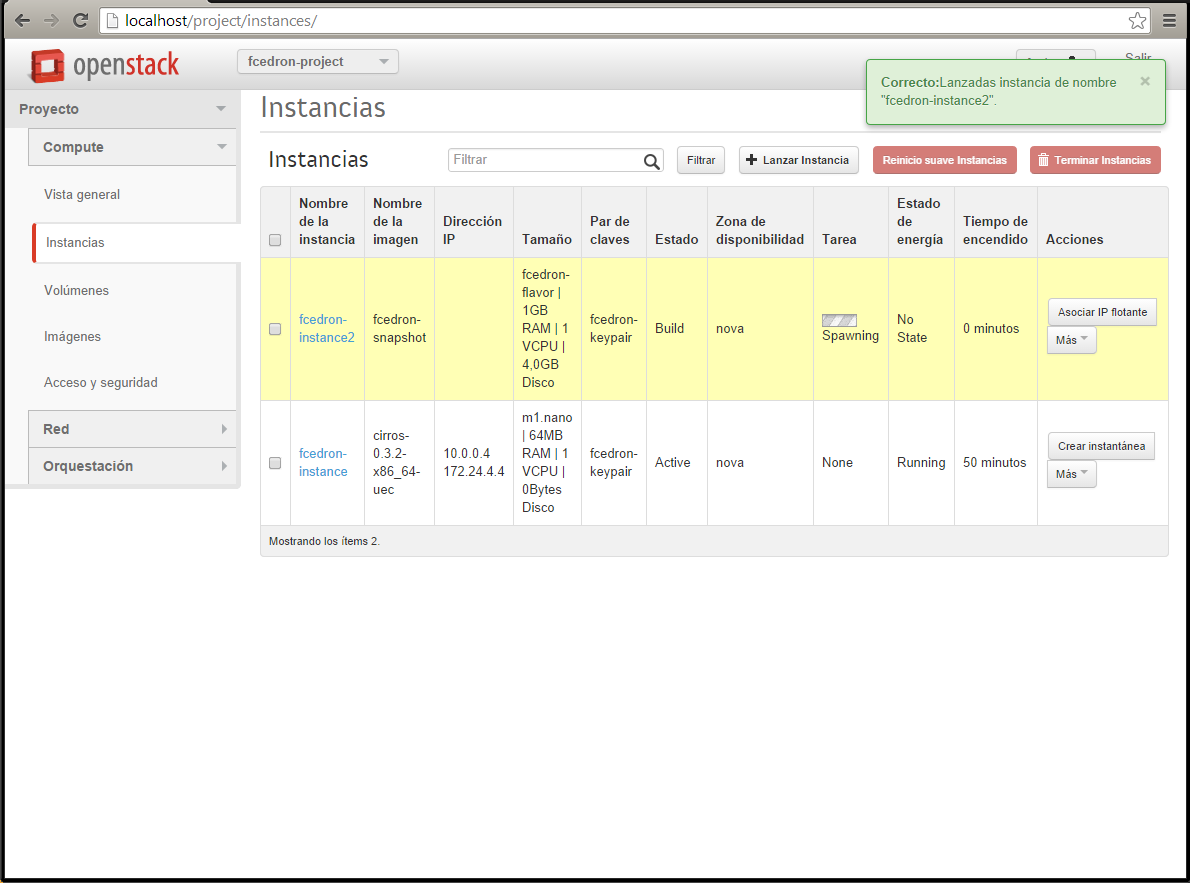 localhost/project/instances/
openstack
fcedron-project
Salir
Correcto:Lanzadas instancia de nombre
"fcedron-instance2".
×
Proyecto
Compute
Vista general
Instancias
Volúmenes
Imágenes
Acceso y seguridad
Red
Orquestación
Instancias
Instancias
Filtrar
Filtrar
Lanzar Instancia
Reinicio suave Instancias
Terminar Instancias
Nombre
de la
instancia
Nombre
de la
imagen
Dirección
IP
Tamaño
Par de
claves
Estado
Zona de
disponibilidad
Tarea
Estado
de
energía
Tiempo de
encendido
Acciones
fcedron-
instance2
fcedron-
snapshot
fcedron-
flavor |
1GB
RAM | 1
VCPU |
4,0GB
Disco
fcedron-
keypair
Build
nova
Spawning
No
State
0 minutos
Asociar IP flotante
Más
fcedron-
instance
cirros-
0.3.2-
x86_64-
uec
10.0.0.4
172.24.4.4
m1.nano
| 64MB
RAM | 1
VCPU |
0Bytes
Disco
fcedron-
keypair
Active
nova
None
Running
50 minutos
Crear instantánea
Más
Mostrando los ítems 2.